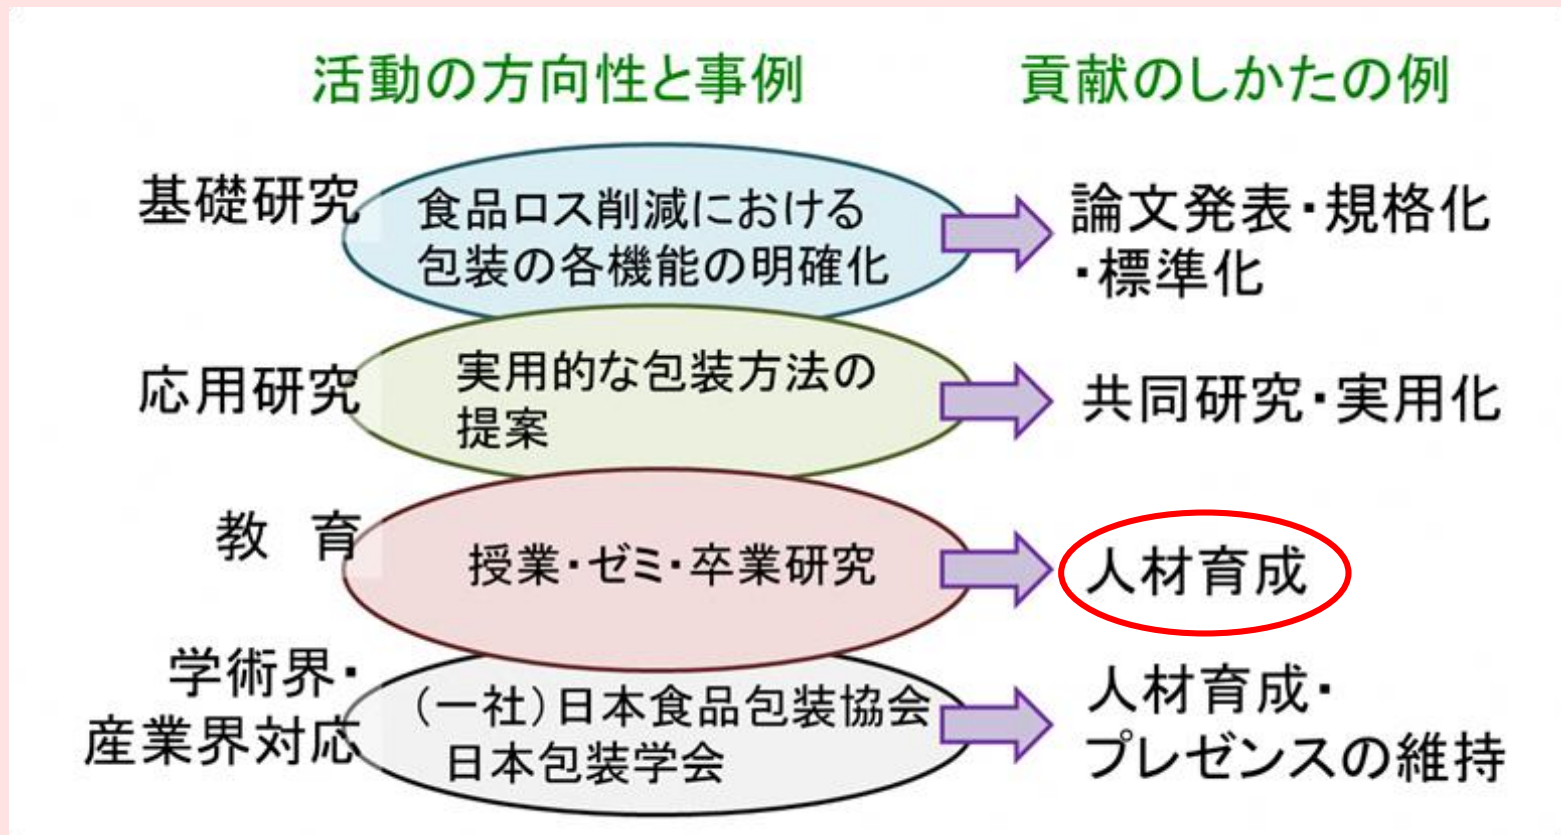 活動の方向性と事例
貢献のしかたの例
基礎研究
食品ロス削減における
包装の各機能の明確化
論文発表・規格化
・標準化
応用研究
実用的な包装方法の
提案
共同研究・実用化
教　育
授業・ゼミ・卒業研究
人材育成
学術界・
産業界対応
（一社）日本食品包装協会
日本包装学会
人材育成・
プレゼンスの維持